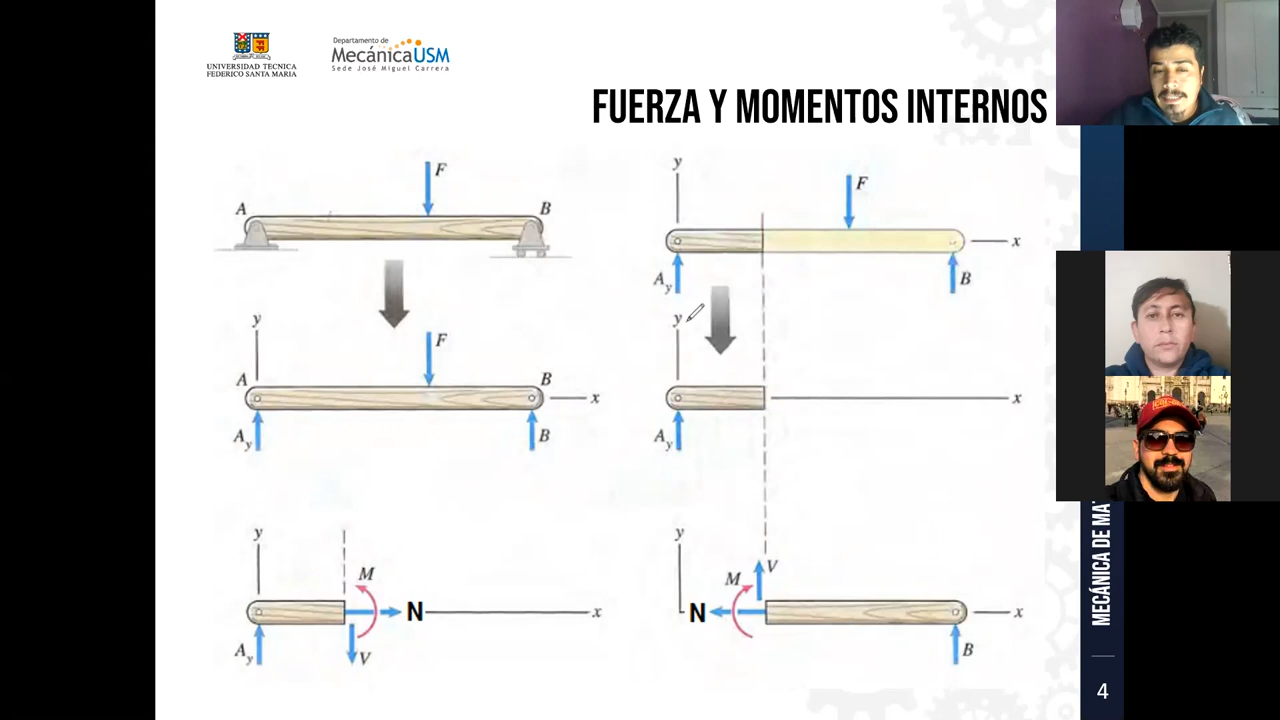 UNIVERSIDAD TECNICA
FEDERICO SANTA MARIA
Departamento de
MecánicaUSM
Sede José Miguel Carrera
FUERZA Y MOMENTOS INTERNOS
F
A
B
y
F
A
B
x
Ay
B
y
F
x
Ay
B
y
x
Ay
y
M
N
x
Ay
V
y
V
M
N
x
B
MECÁNICA DE MA
4